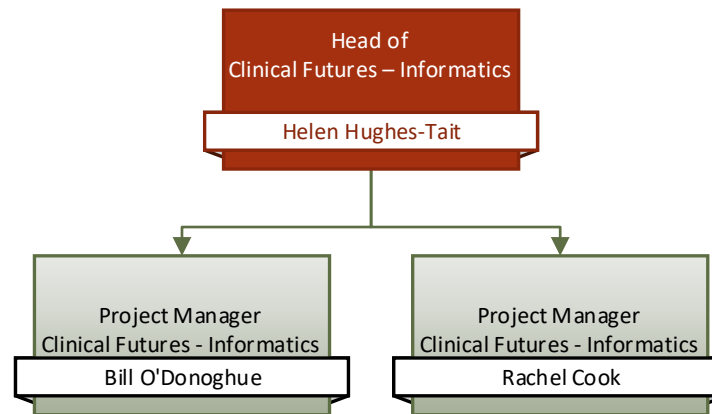 Head of
Clinical Futures – Informatics
Helen Hughes-Tait
Project Manager
Clinical Futures - Informatics
Bill O'Donoghue
Project Manager
Clinical Futures - Informatics
Rachel Cook